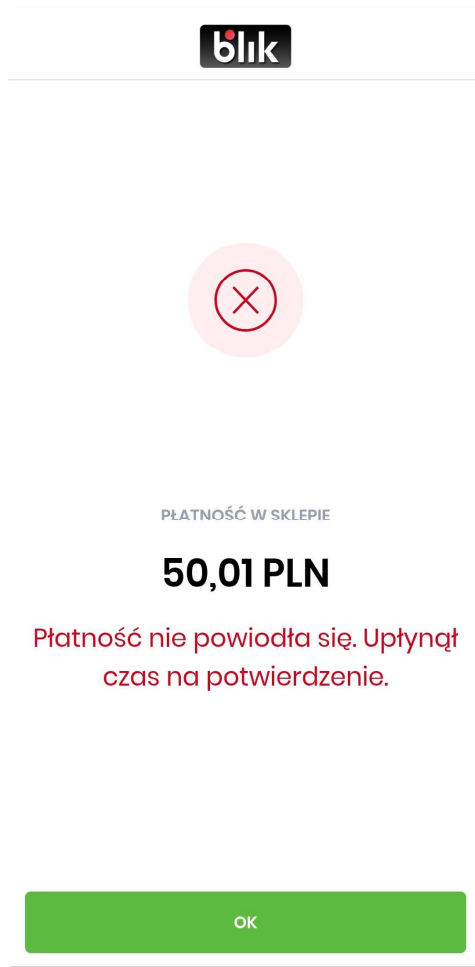 blik
PŁATNOŚĆ W SKLEPIE
50,01 PLN
Płatność nie powiodła się. Upłynął
czas na potwierdzenie.
OK